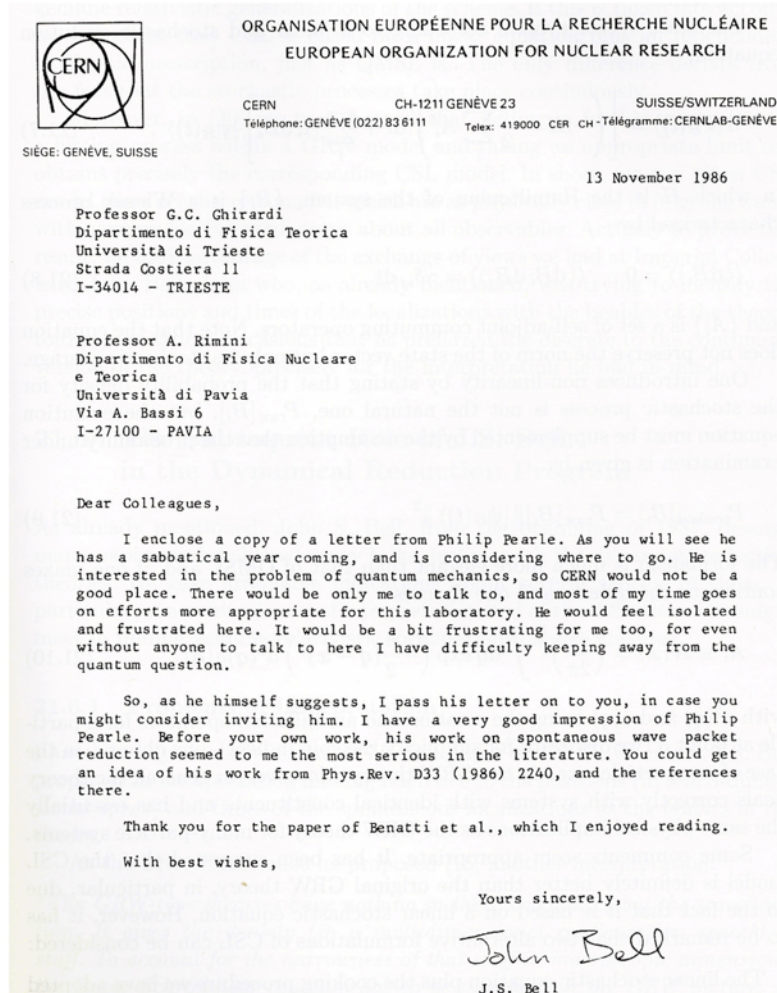 ORGANISATION EUROPÉENNE POUR LA RECHERCHE NUCLÉAIRE
EUROPEAN ORGANIZATION FOR NUCLEAR RESEARCH
CERN
CERN CH-1211 GENÈVE 23 SUISSE/SWITZERLAND
Téléphone: GENÈVE (022) 83 6111 Telex: 419000 CER CH - Télégramme: CERNLAB-GENÈVE
SIÈGE: GENÈVE, SUISSE
13 November 1986
Professor G.C. Ghirardi
Dipartimento di Fisica Teorica
Università di Trieste
Strada Costiera 11
I-34014 - TRIESTE
Professor A. Rimini
Dipartimento di Fisica Nucleare
e Teorica
Università di Pavia
Via A. Bassi 6
I-27100 - PAVIA
Dear Colleagues,
I enclose a copy of a letter from Philip Pearle. As you will see he
has a sabbatical year coming, and is considering where to go. He is
interested in the problem of quantum mechanics, so CERN would not be a
good place. There would be only me to talk to, and most of my time goes
on efforts more appropriate for this laboratory. He would feel isolated
and frustrated here. It would be a bit frustrating for me too, for even
without anyone to talk to here I have difficulty keeping away from the
quantum question.
So, as he himself suggests, I pass his letter on to you, in case you
might consider inviting him. I have a very good impression of Philip
Pearle. Before your own work, his work on spontaneous wave packet
reduction seemed to me the most serious in the literature. You could get
an idea of his work from Phys.Rev. D33 (1986) 2240, and the references
there.
Thank you for the paper of Benatti et al., which I enjoyed reading.
With best wishes,
Yours sincerely,
John Bell
J.S. Bell